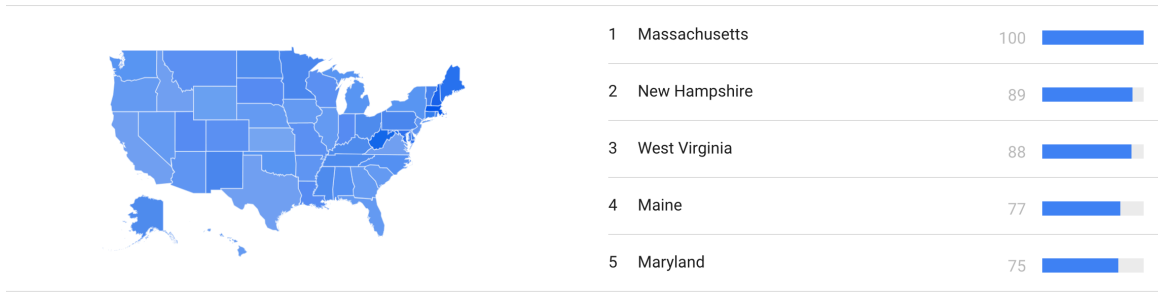 1 Massachusetts 100
2 New Hampshire 89
3 West Virginia 88
4 Maine 77
5 Maryland 75